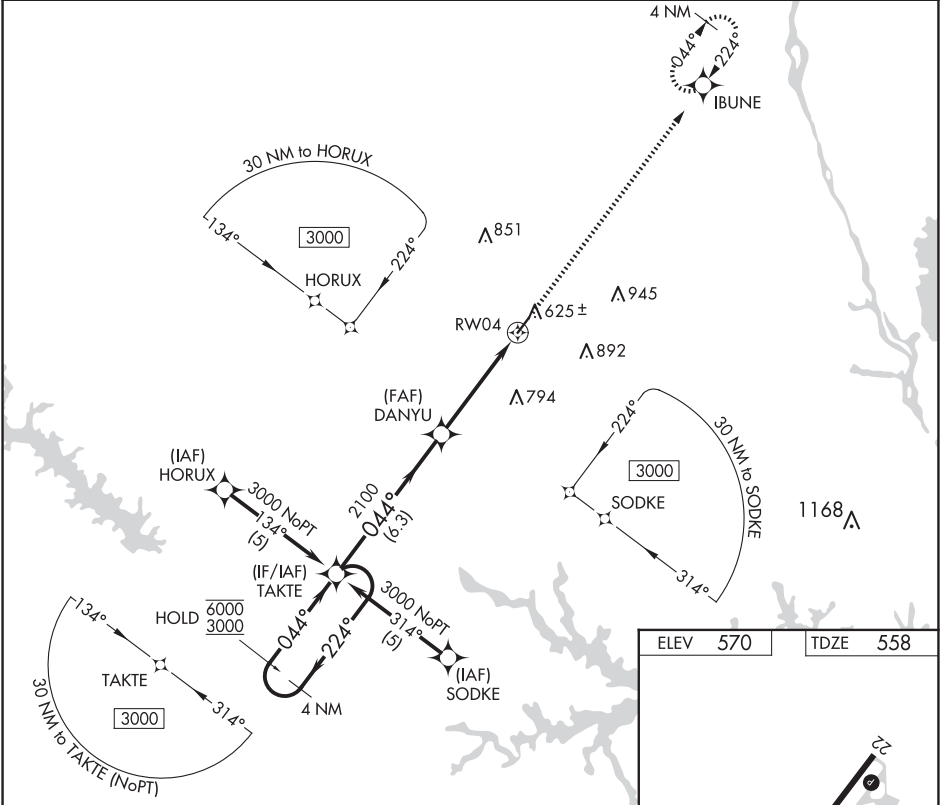 4 NM
044°
224°
IBUNE
30 NM to HORUX
134°
3000
224°
HORUX
851
945
RW04
625±
892
(FAF)
DANYU
794
224°
30 NM to SODKE
3000
SODKE
314°
1168
(IAF)
HORUX
3000 NoPT
134°
(5)
2100
044°
(6.3)
(IF/IAF)
TAKTE
3000 NoPT
314°
(5)
HOLD
6000
3000
044°
224°
(IAF)
SODKE
4 NM
134°
TAKTE
314°
3000
30 NM to TAKTE (NoPT)
ELEV 570
TDZE 558
22
P